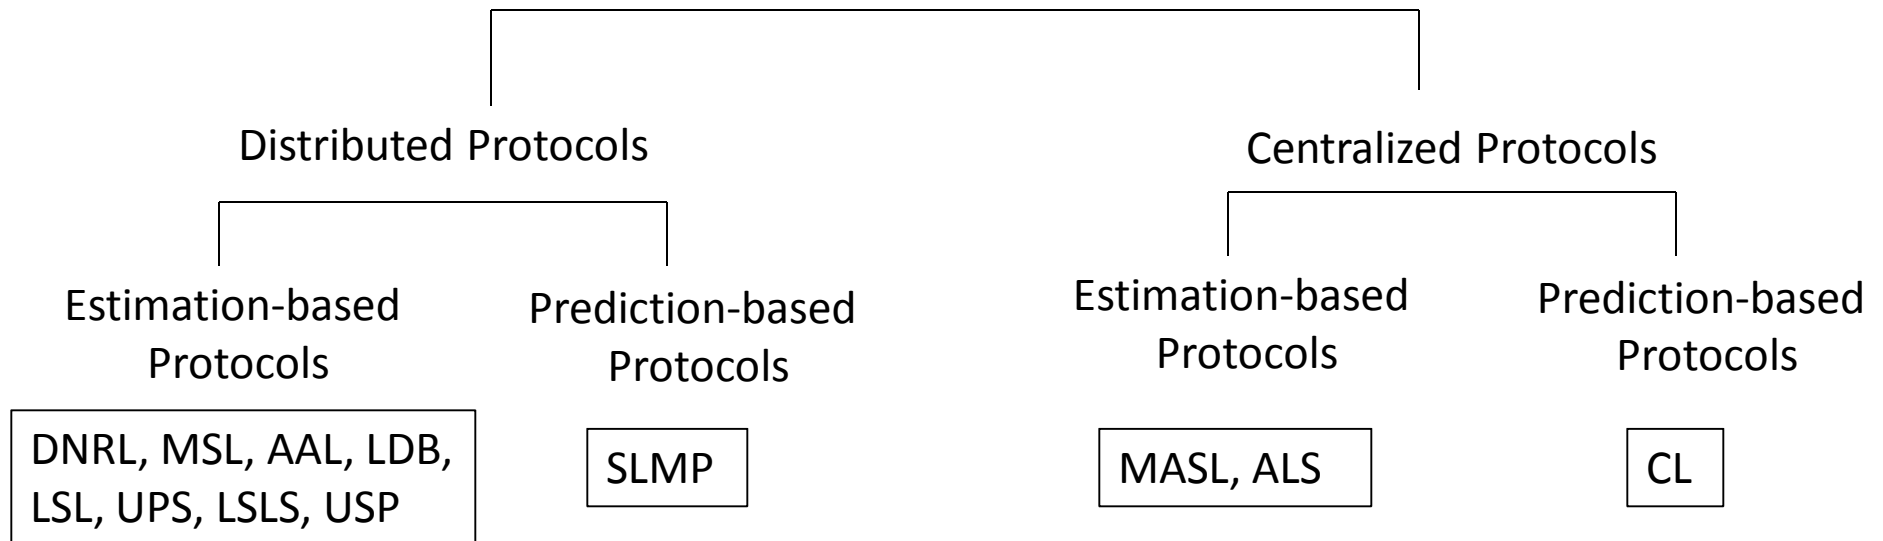 Distributed Protocols
Centralized Protocols
Estimation-based
Protocols
Prediction-based
Protocols
Estimation-based
Protocols
Prediction-based
Protocols
DNRL, MSL, AAL, LDB,
LSL, UPS, LSLS, USP
SLMP
MASL, ALS
CL